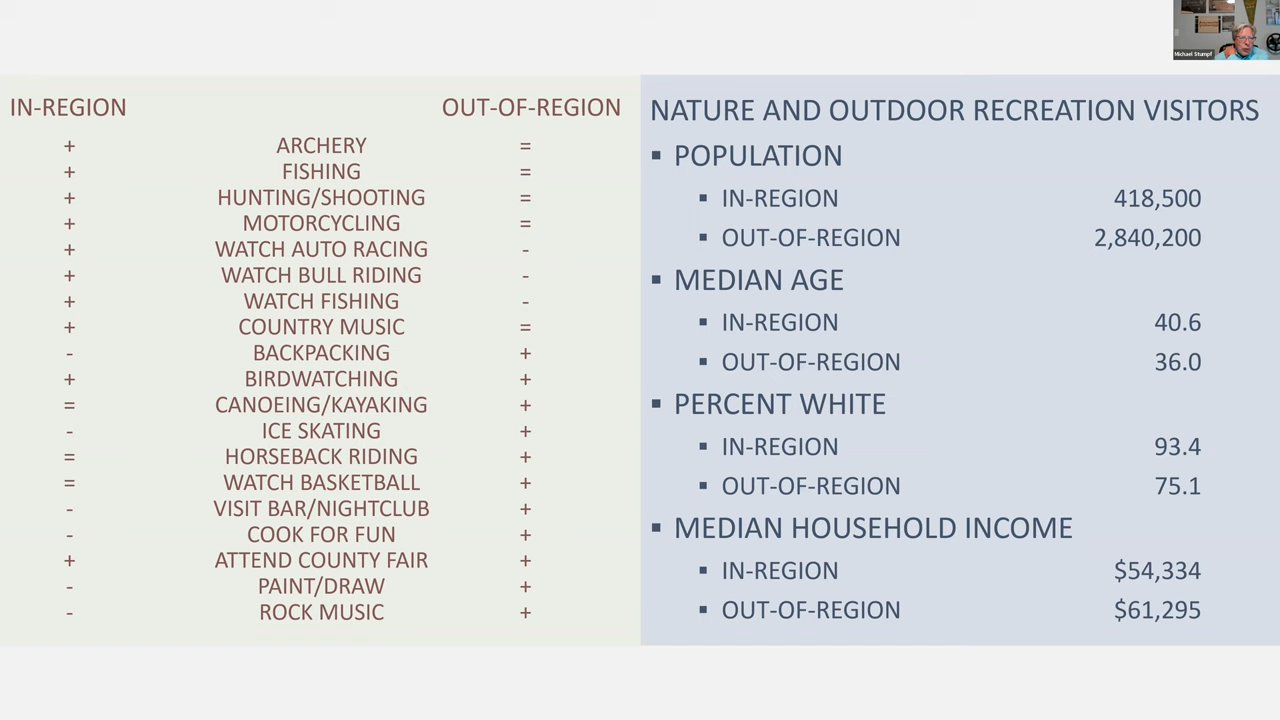 Michael Stumpf
IN-REGION OUT-OF-REGION
+ ARCHERY =
+ FISHING =
+ HUNTING/SHOOTING =
+ MOTORCYCLING =
+ WATCH AUTO RACING -
+ WATCH BULL RIDING -
+ WATCH FISHING -
+ COUNTRY MUSIC =
- BACKPACKING +
+ BIRDWATCHING +
= CANOEING/KAYAKING +
- ICE SKATING +
= HORSEBACK RIDING +
= WATCH BASKETBALL +
- VISIT BAR/NIGHTCLUB +
- COOK FOR FUN +
+ ATTEND COUNTY FAIR +
- PAINT/DRAW +
- ROCK MUSIC +
NATURE AND OUTDOOR RECREATION VISITORS
▪ POPULATION
▪ IN-REGION 418,500
▪ OUT-OF-REGION 2,840,200
▪ MEDIAN AGE
▪ IN-REGION 40.6
▪ OUT-OF-REGION 36.0
▪ PERCENT WHITE
▪ IN-REGION 93.4
▪ OUT-OF-REGION 75.1
▪ MEDIAN HOUSEHOLD INCOME
▪ IN-REGION $54,334
▪ OUT-OF-REGION $61,295